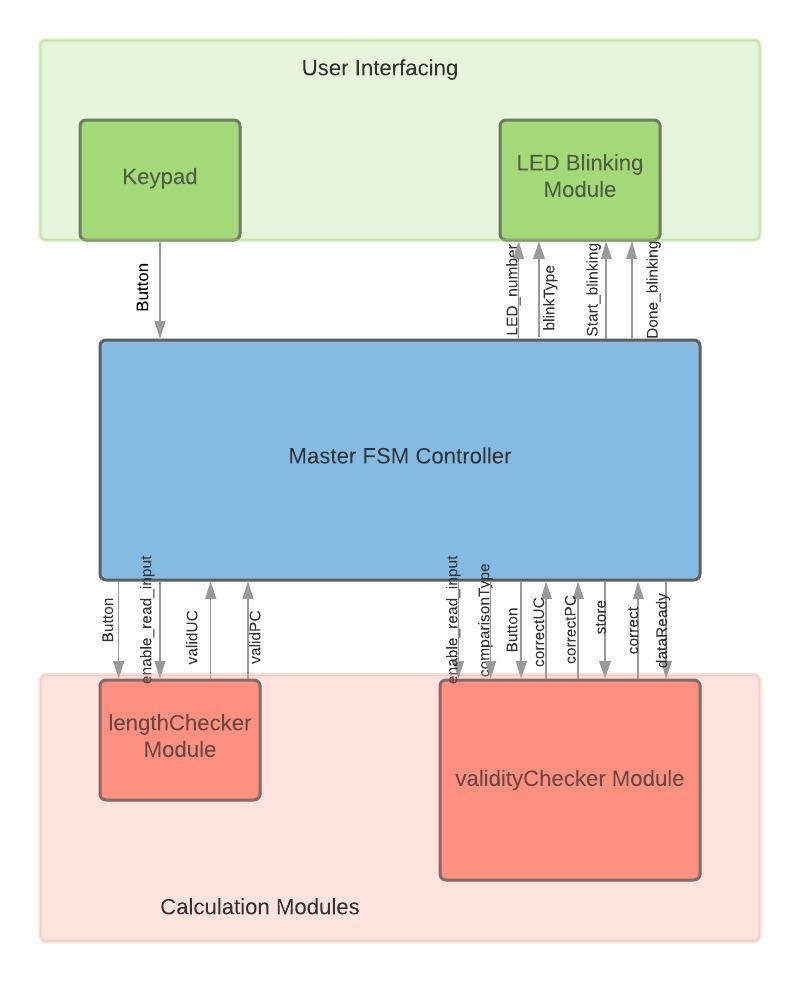 User Interfacing
Keypad
LED Blinking
Module
Button
LED_number
blinkType
Start_blinking
Done_blinking
Master FSM Controller
Button
enable_read_input
validUC
validPC
enable_read_input
comparisonType
Button
correctUC
correctPC
store
correct
dataReady
lengthChecker
Module
validityChecker Module
Calculation Modules